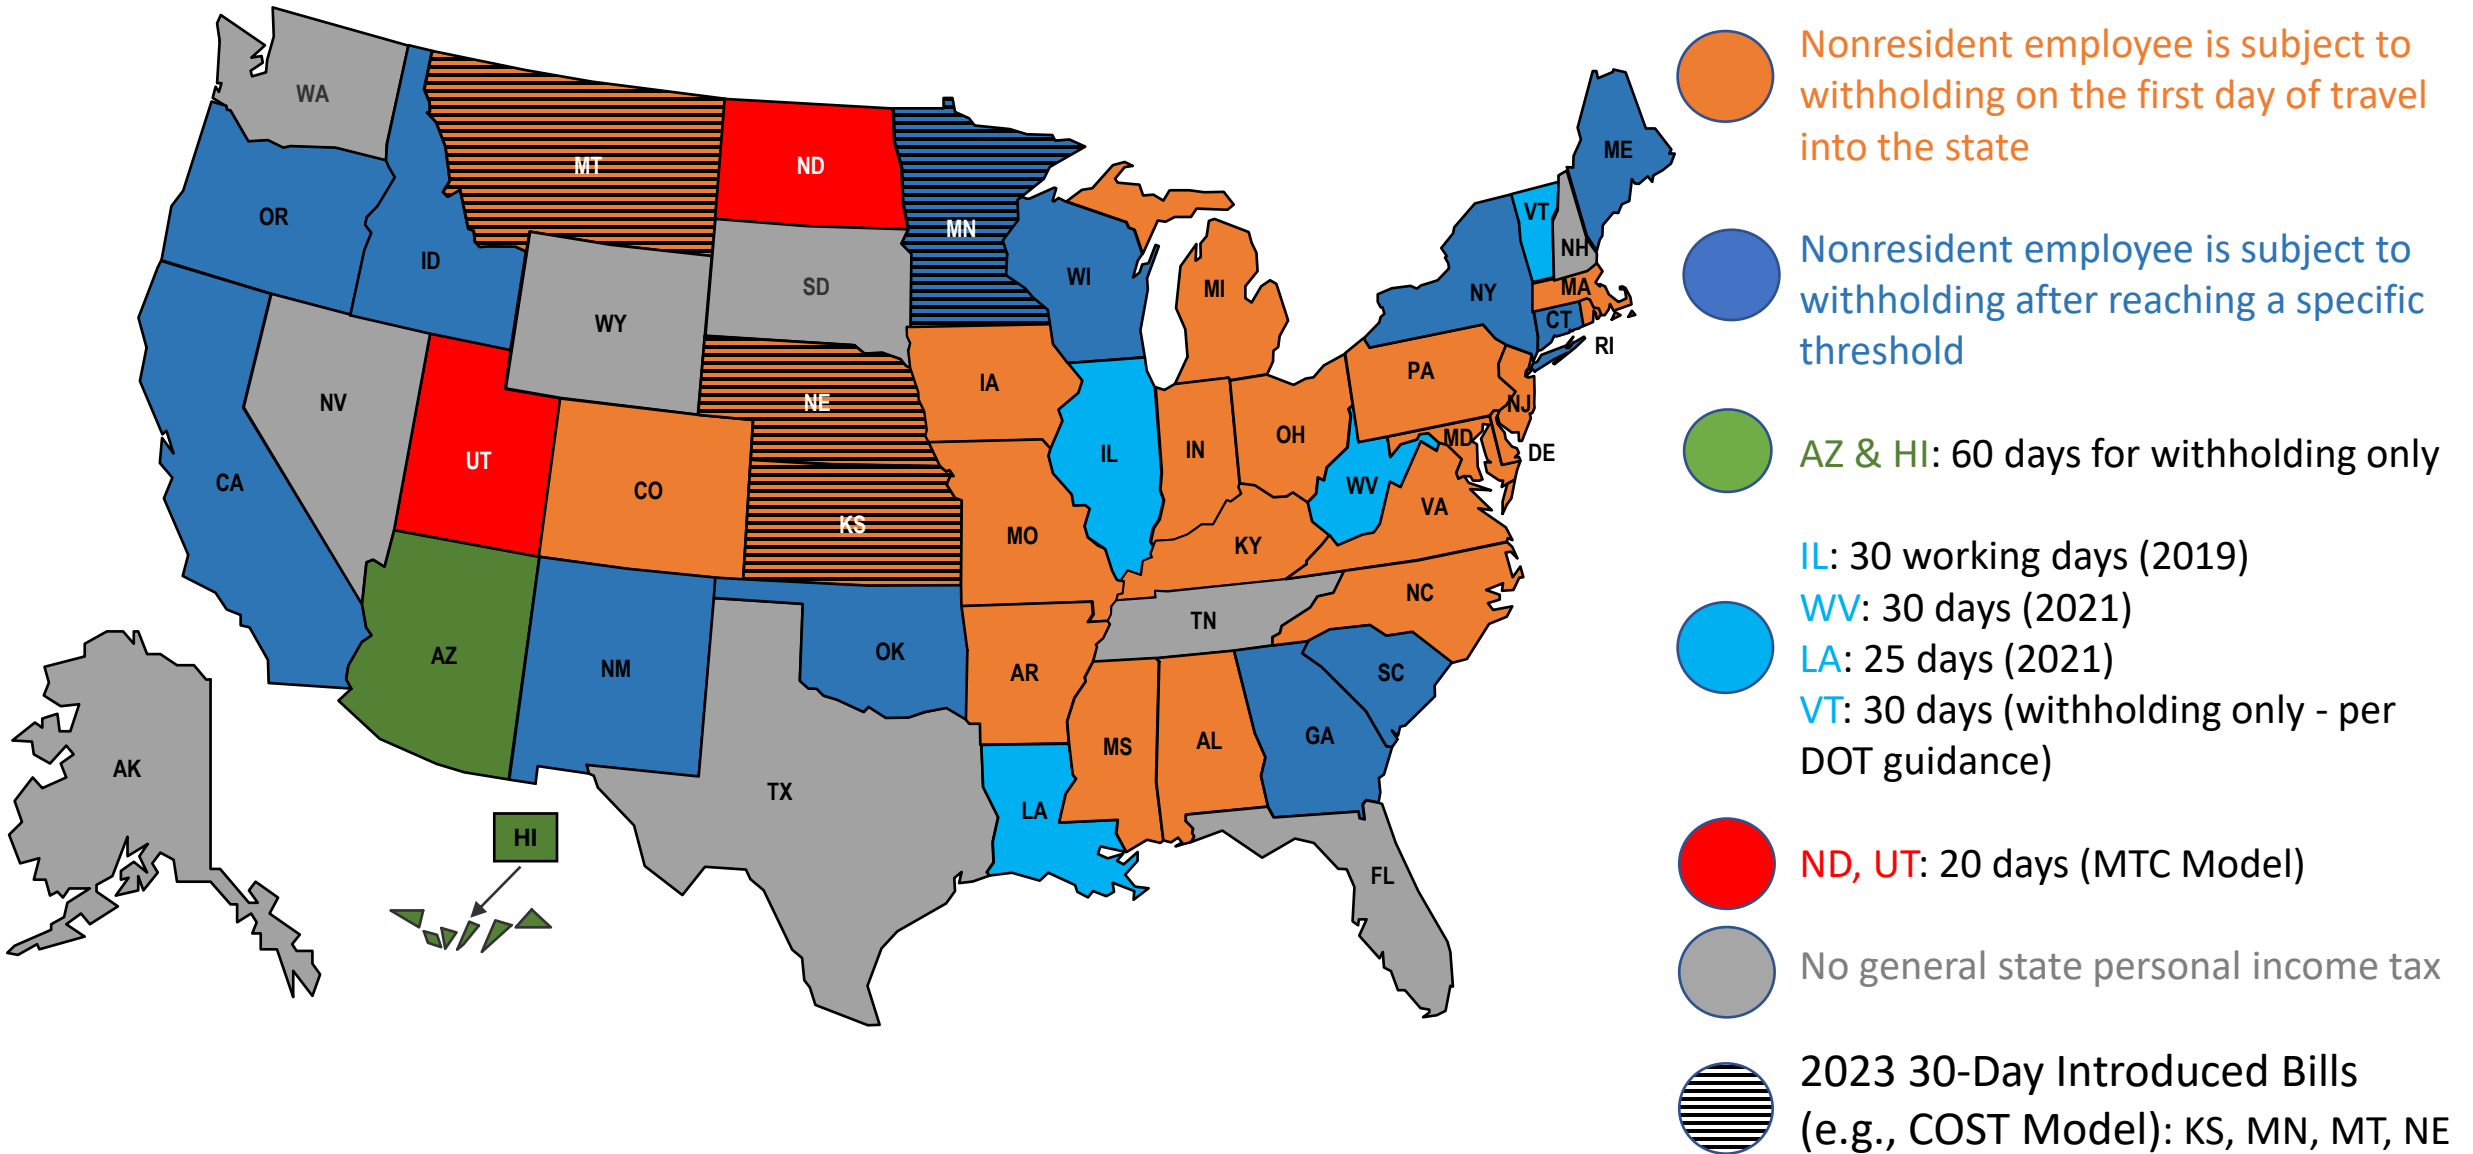 WA
MT
ND
ME
OR
VT
MN
NH
ID
WI
SD
MI
MA
NY
CT
WY
RI
PA
IA
NV
NE
NJ
OH
MD
IN
DE
IL
UT
CA
CO
WV
VA
KS
MO
KY
NC
TN
AZ
NM
OK
AR
SC
GA
AL
MS
AK
TX
LA
HI
FL
Nonresident employee is subject to
withholding on the first day of travel
into the state
Nonresident employee is subject to
withholding after reaching a specific
threshold
AZ & HI: 60 days for withholding only
IL: 30 working days (2019)
WV: 30 days (2021)
LA: 25 days (2021)
VT: 30 days (withholding only - per
DOT guidance)
ND, UT: 20 days (MTC Model)
No general state personal income tax
2023 30-Day Introduced Bills
(e.g., COST Model): KS, MN, MT, NE